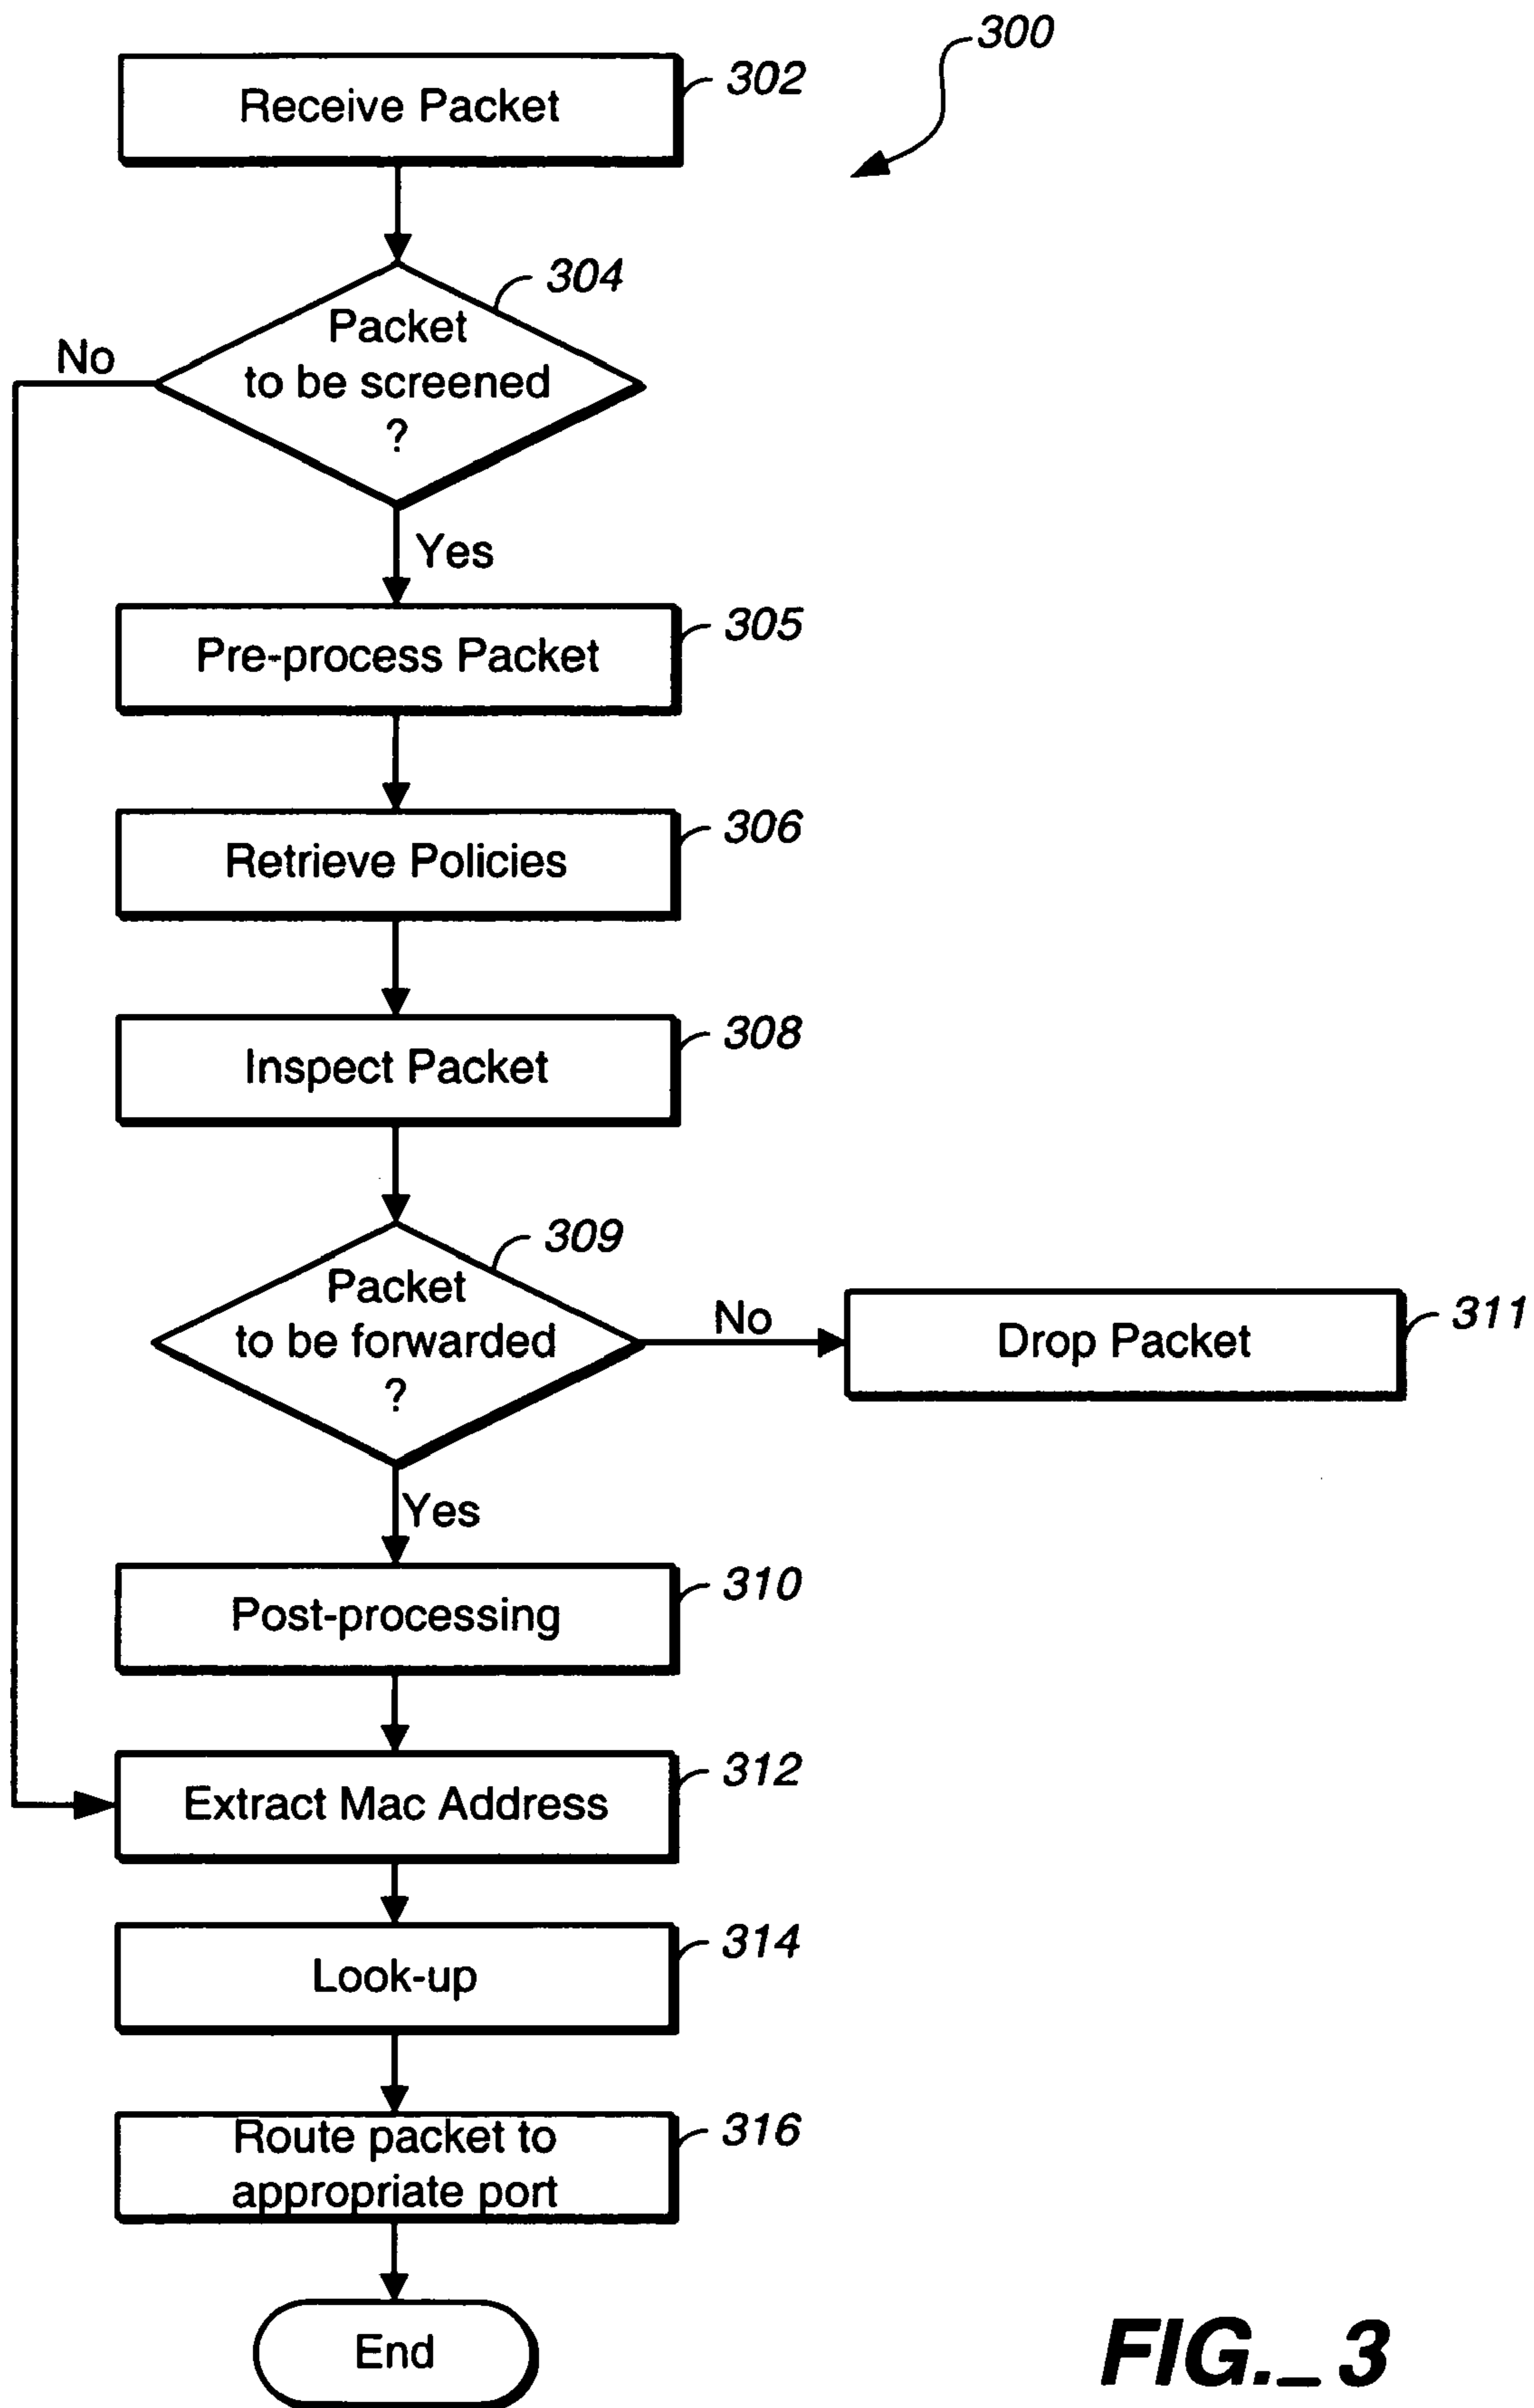 300
Receive Packet
302
304
Packet
to be screened
?
No
Yes
Pre-process Packet
305
Retrieve Policies
306
Inspect Packet
308
309
Packet
to be forwarded
?
No
Drop Packet
311
Yes
Post-processing
310
Extract Mac Address
312
Look-up
314
Route packet to
appropriate port
316
End
FIG._3